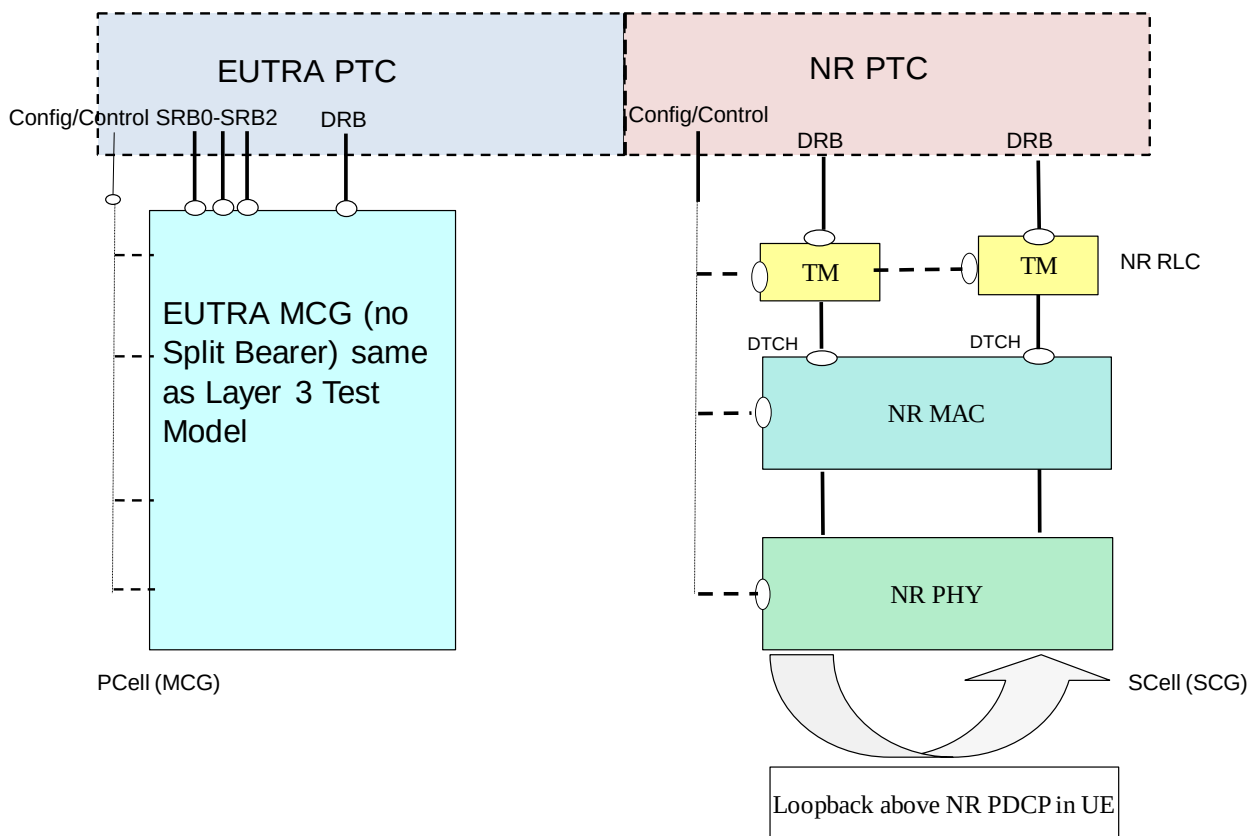 EUTRA PTC
NR PTC
Config/Control SRB0-SRB2 DRB
Config/Control
DRB
DRB
TM
TM
NR RLC
EUTRA MCG (no
Split Bearer) same
as Layer 3 Test
Model
DTCH
DTCH
NR MAC
NR PHY
PCell (MCG)
SCell (SCG)
Loopback above NR PDCP in UE